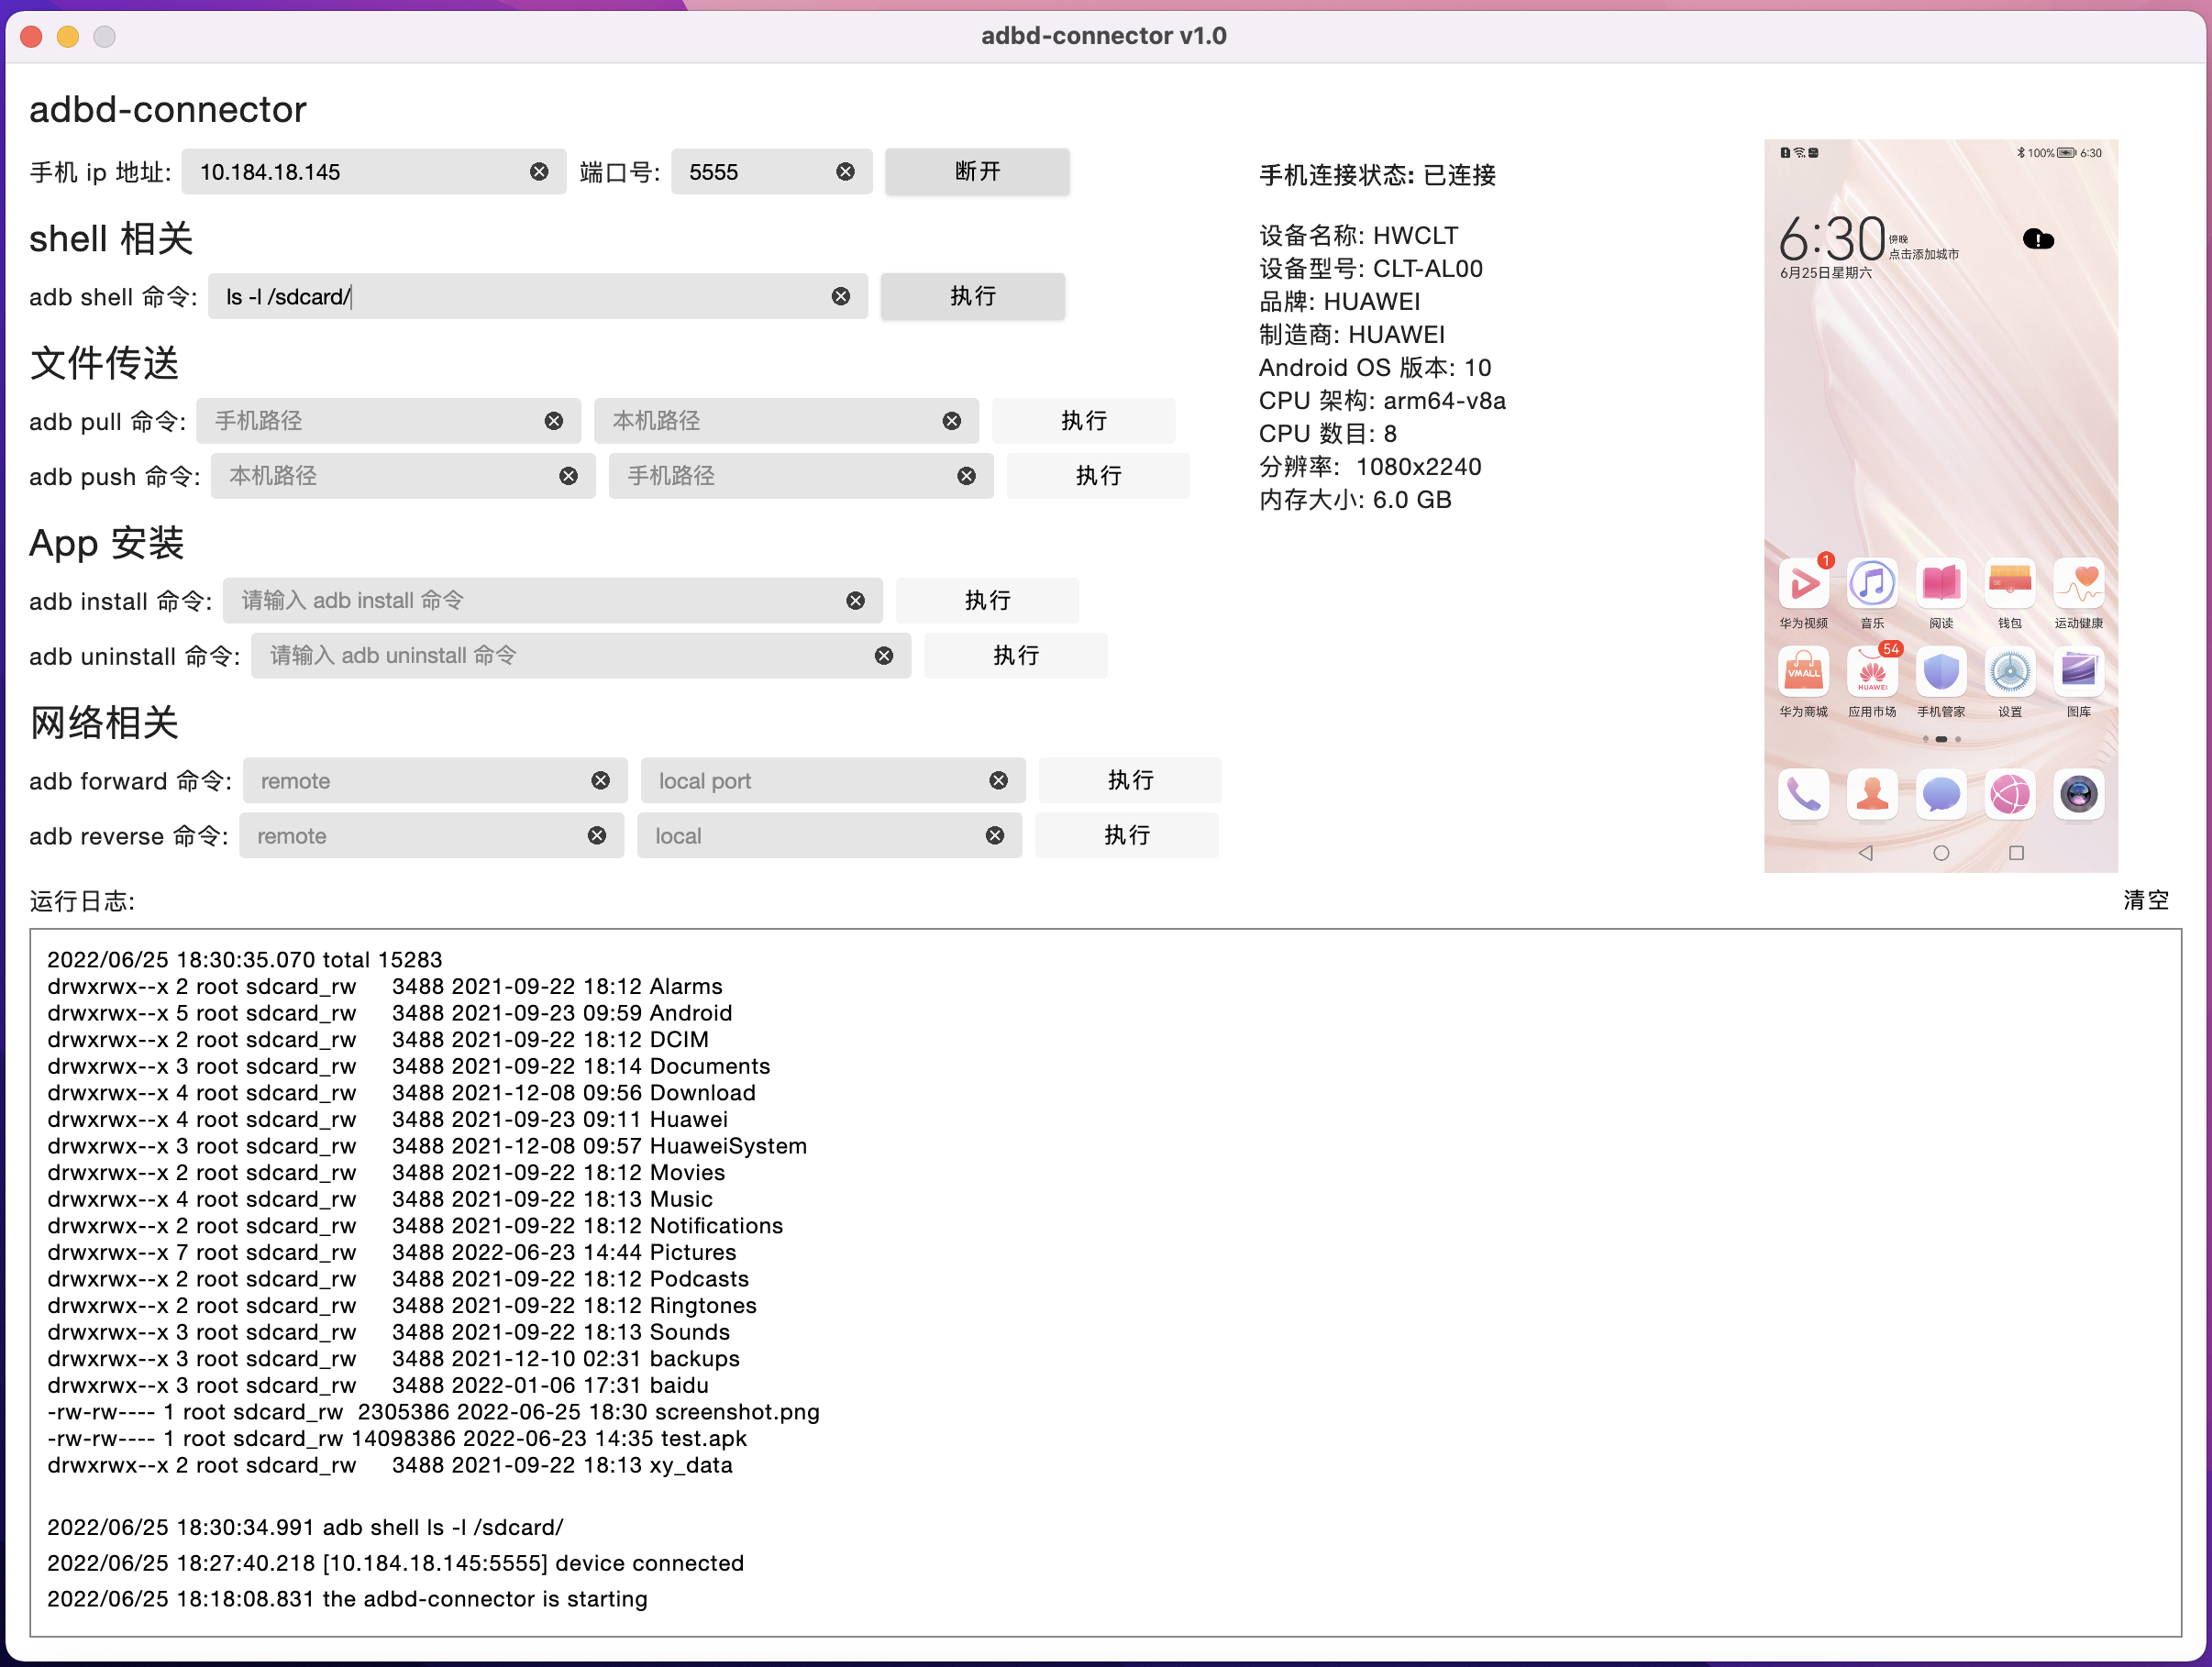 adbd-connector v1.0
adbd-connector
手机 ip 地址: 10.184.18.145 端口号: 5555 断开
shell 相关
adb shell 命令: ls -l /sdcard/ 执行
文件传送
adb pull 命令: 手机路径 本机路径 执行
adb push 命令: 本机路径 手机路径 执行
App 安装
adb install 命令: 请输入 adb install 命令 执行
adb uninstall 命令: 请输入 adb uninstall 命令 执行
网络相关
adb forward 命令: remote local port 执行
adb reverse 命令: remote local 执行
手机连接状态: 已连接
设备名称: HWCLT
设备型号: CLT-AL00
品牌: HUAWEI
制造商: HUAWEI
Android OS 版本: 10
CPU 架构: arm64-v8a
CPU 数目: 8
分辨率: 1080x2240
内存大小: 6.0 GB
100% 6:30
6:30 傍晚
点击添加城市
6月25日星期六
1
华为视频 音乐 阅读 钱包 运动健康
54
VMALL HUAWEI
华为商城 应用市场 手机管家 设置 图库
运行日志: 清空
2022/06/25 18:30:35.070 total 15283
drwxrwx--x 2 root sdcard_rw 3488 2021-09-22 18:12 Alarms
drwxrwx--x 5 root sdcard_rw 3488 2021-09-23 09:59 Android
drwxrwx--x 2 root sdcard_rw 3488 2021-09-22 18:12 DCIM
drwxrwx--x 3 root sdcard_rw 3488 2021-09-22 18:14 Documents
drwxrwx--x 4 root sdcard_rw 3488 2021-12-08 09:56 Download
drwxrwx--x 4 root sdcard_rw 3488 2021-09-23 09:11 Huawei
drwxrwx--x 3 root sdcard_rw 3488 2021-12-08 09:57 HuaweiSystem
drwxrwx--x 2 root sdcard_rw 3488 2021-09-22 18:12 Movies
drwxrwx--x 4 root sdcard_rw 3488 2021-09-22 18:13 Music
drwxrwx--x 2 root sdcard_rw 3488 2021-09-22 18:12 Notifications
drwxrwx--x 7 root sdcard_rw 3488 2022-06-23 14:44 Pictures
drwxrwx--x 2 root sdcard_rw 3488 2021-09-22 18:12 Podcasts
drwxrwx--x 2 root sdcard_rw 3488 2021-09-22 18:12 Ringtones
drwxrwx--x 3 root sdcard_rw 3488 2021-09-22 18:13 Sounds
drwxrwx--x 3 root sdcard_rw 3488 2021-12-10 02:31 backups
drwxrwx--x 3 root sdcard_rw 3488 2022-01-06 17:31 baidu
-rw-rw---- 1 root sdcard_rw 2305386 2022-06-25 18:30 screenshot.png
-rw-rw---- 1 root sdcard_rw 14098386 2022-06-23 14:35 test.apk
drwxrwx--x 2 root sdcard_rw 3488 2021-09-22 18:13 xy_data
2022/06/25 18:30:34.991 adb shell ls -l /sdcard/
2022/06/25 18:27:40.218 [10.184.18.145:5555] device connected
2022/06/25 18:18:08.831 the adbd-connector is starting